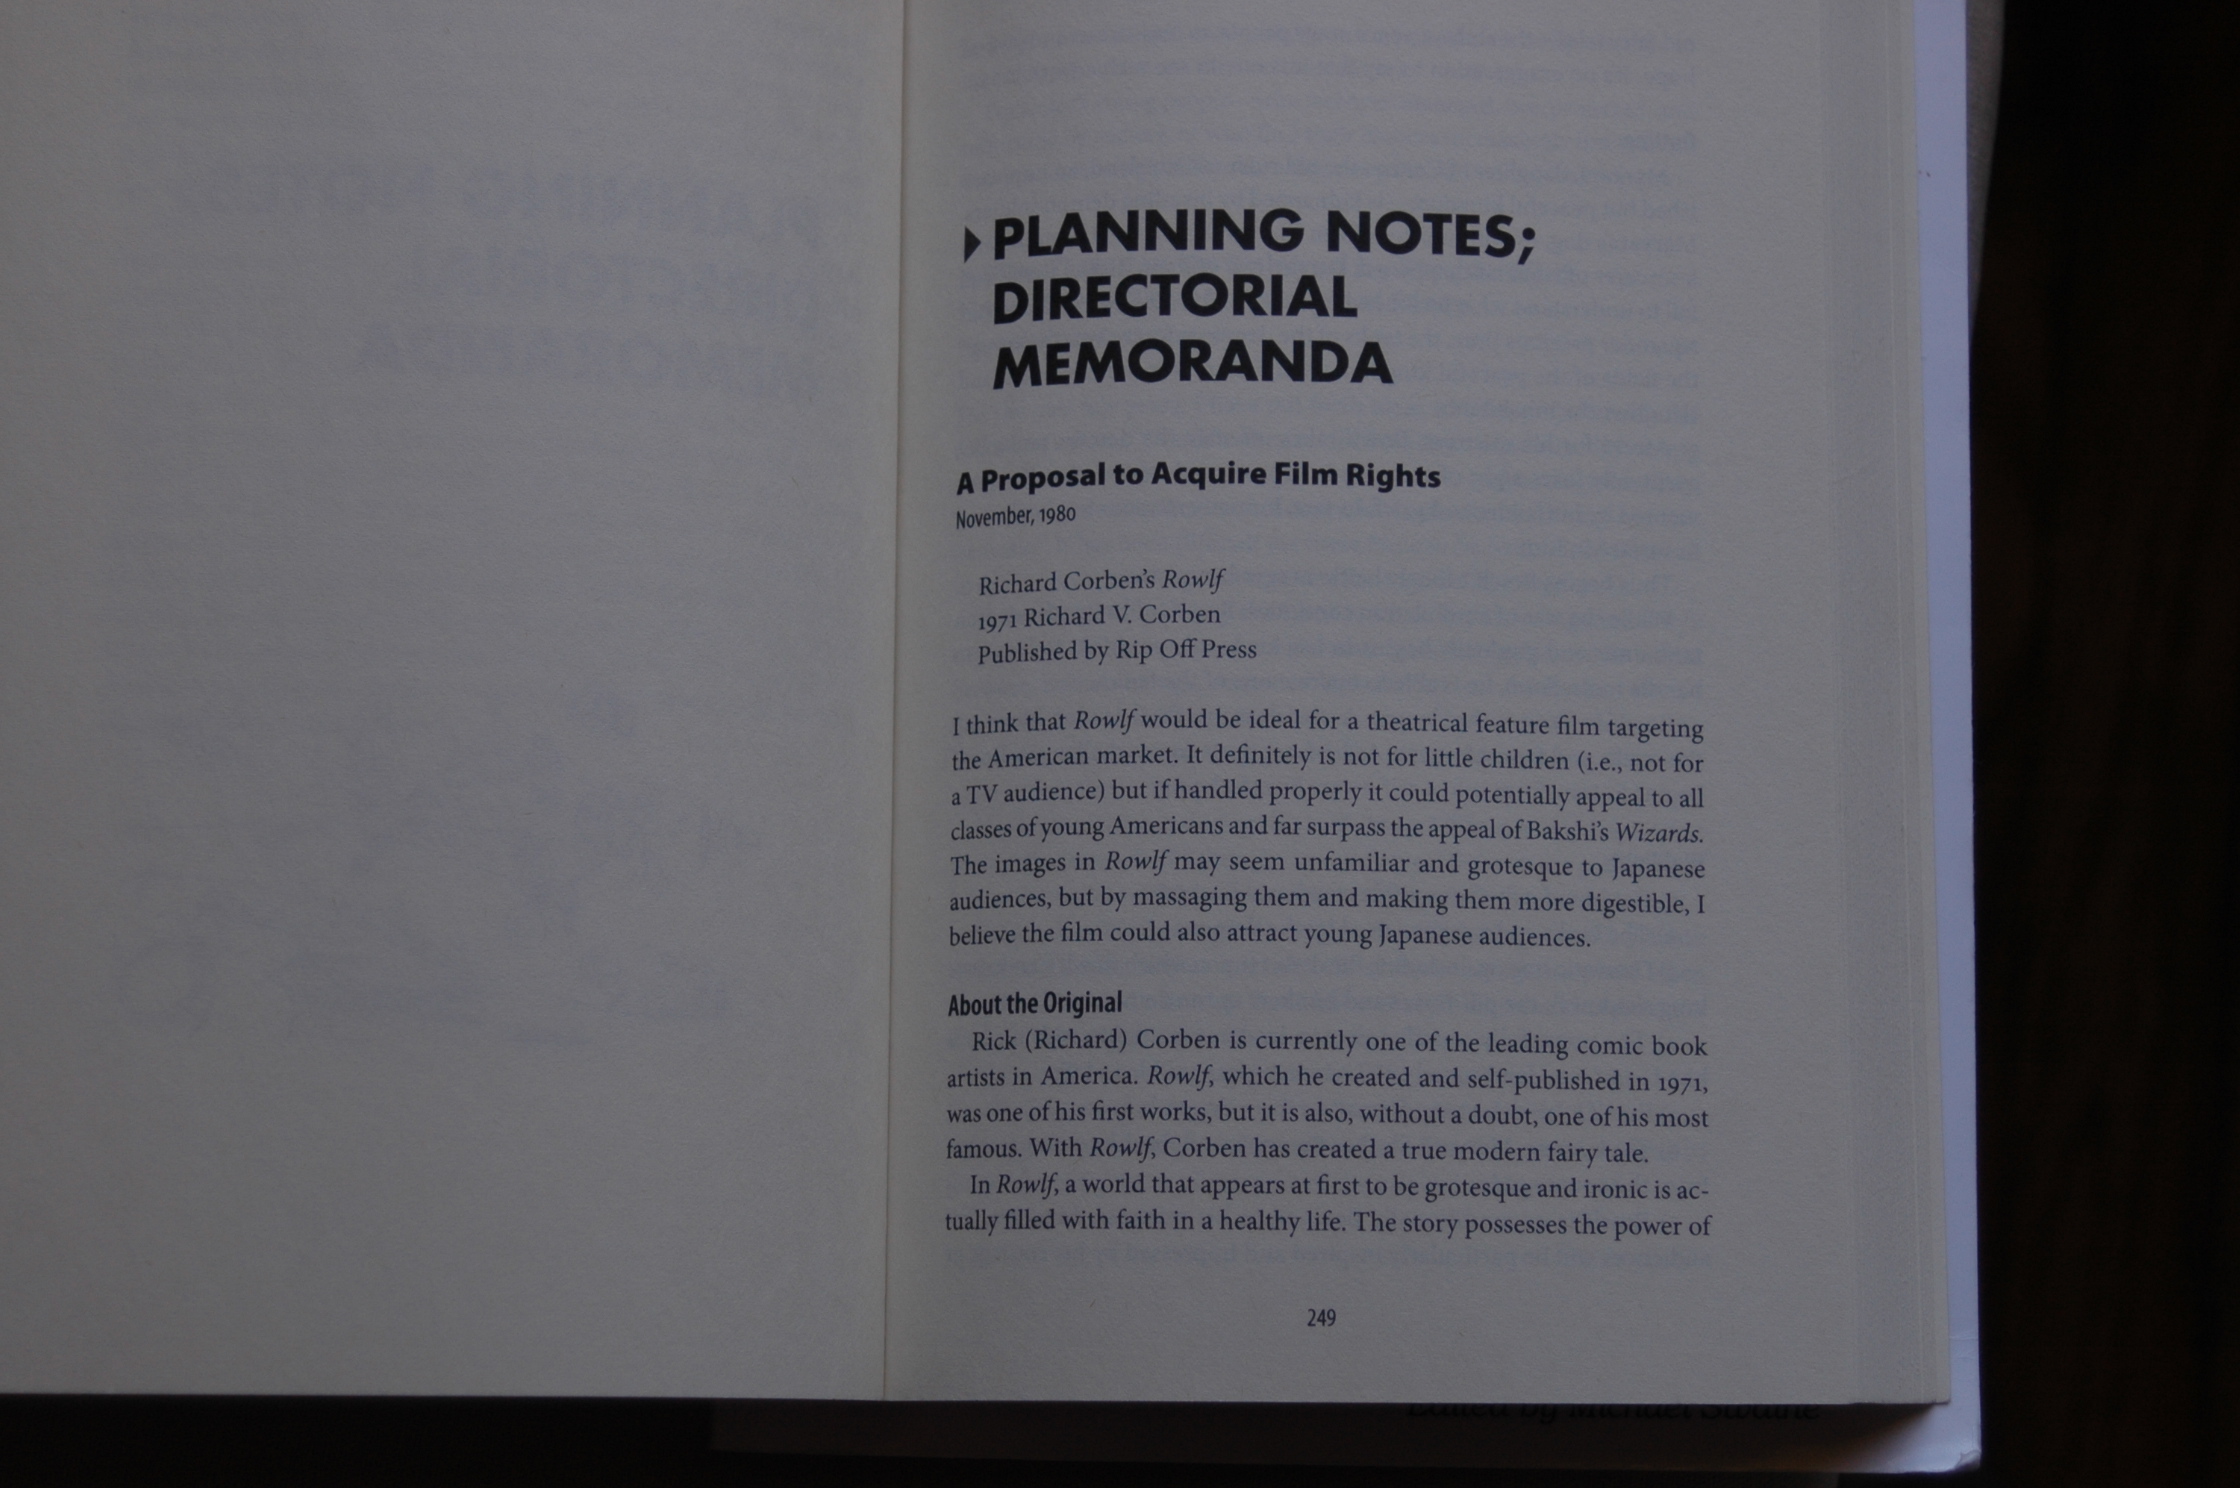 PLANNING NOTES;
DIRECTORIAL
MEMORANDA
A Proposal to Acquire Film Rights
November, 1980
Richard Corben's Rowlf
1971 Richard V. Corben
Published by Rip Off Press
I think that Rowlf would be ideal for a theatrical feature film targeting
the American market. It definitely is not for little children (i.e., not for
a TV audience) but if handled properly it could potentially appeal to all
classes of young Americans and far surpass the appeal of Bakshi's Wizards.
The images in Rowlf may seem unfamiliar and grotesque to Japanese
audiences, but by massaging them and making them more digestible, I
believe the film could also attract young Japanese audiences.
About the Original
Rick (Richard) Corben is currently one of the leading comic book
artists in America. Rowlf, which he created and self-published in 1971,
was one of his first works, but it is also, without a doubt, one of his most
famous. With Rowlf, Corben has created a true modern fairy tale.
In Rowlf, a world that appears at first to be grotesque and ironic is ac-
tually filled with faith in a healthy life. The story possesses the power of
249
Edited by Michael